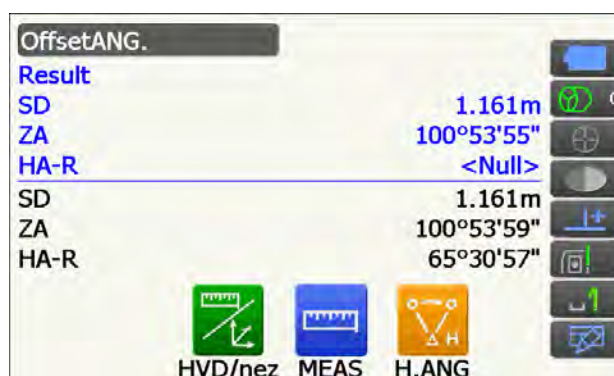 OffsetANG.
Result
SD 1.161m
ZA 100°53'55"
HA-R <Null>
SD 1.161m
ZA 100°53'59"
HA-R 65°30'57"
H
HVD/nez MEAS H.ANG